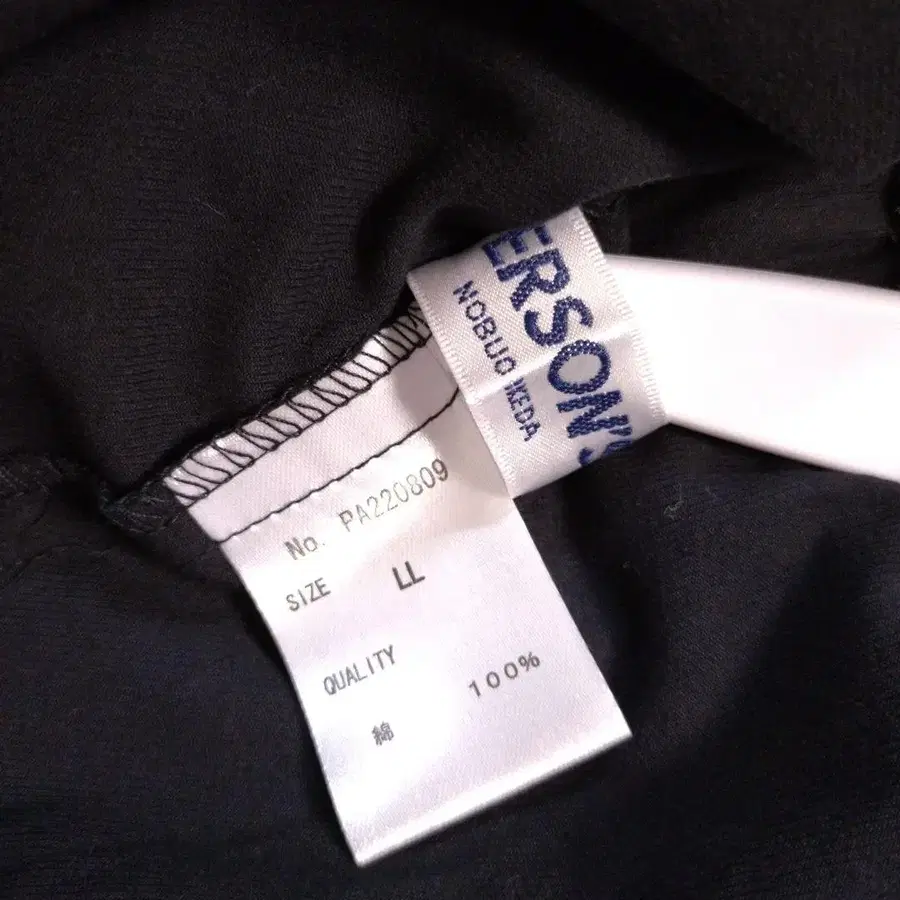 ERSON'S
NOBUO IKEDA
No. PA220809
SIZE LL
QUALITY
綿 100%